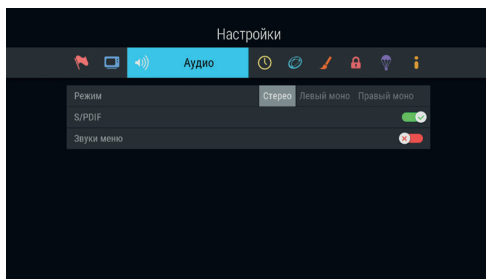 Настройки
Аудио
Режим Стерео Левый моно Правый моно
S/PDIF
Звуки меню